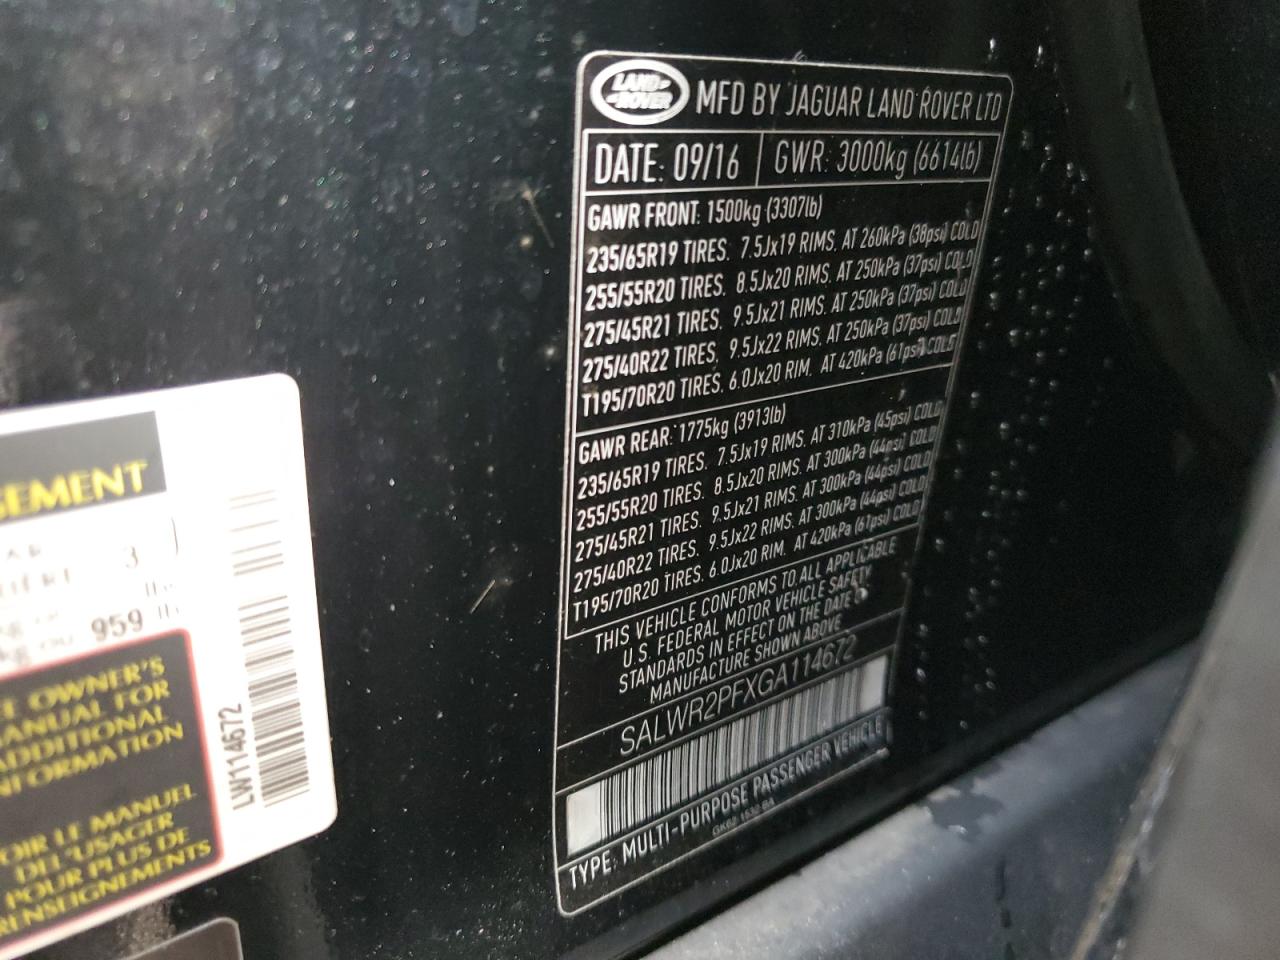 LAND ROVER
MFD BY JAGUAR LAND ROVER LTD
DATE: 09/16 GWR: 3000kg (6614lb)
GAWR FRONT: 1500kg (3307lb)
235/65R19 TIRES. 7.5Jx19 RIMS. AT 260kPa (38psi) COLD
255/55R20 TIRES. 8.5Jx20 RIMS. AT 250kPa (37psi) COLD
275/45R21 TIRES. 9.5Jx21 RIMS. AT 250kPa (37psi) COLD
275/40R22 TIRES. 9.5Jx22 RIMS. AT 250kPa (37psi) COLD
T195/70R20 TIRES. 6.0Jx20 RIM. AT 420kPa (61psi) COLD
GAWR REAR: 1775kg (3913lb)
235/65R19 TIRES. 7.5Jx19 RIMS. AT 310kPa (45psi) COLD
255/55R20 TIRES. 8.5Jx20 RIMS. AT 300kPa (44psi) COLD
275/45R21 TIRES. 9.5Jx21 RIMS. AT 300kPa (44psi) COLD
275/40R22 TIRES. 9.5Jx22 RIMS. AT 300kPa (44psi) COLD
T195/70R20 TIRES. 6.0Jx20 RIM. AT 420kPa (61psi) COLD
THIS VEHICLE CONFORMS TO ALL APPLICABLE
U.S. FEDERAL MOTOR VEHICLE SAFETY
STANDARDS IN EFFECT ON THE DATE OF
MANUFACTURE SHOWN ABOVE
SALWR2PFXGA114672
TYPE: MULTI-PURPOSE PASSENGER VEHICLE
GEMENT
3
959 lb
OWNER'S
MANUAL FOR
ADDITIONAL
INFORMATION
OIR LE MANUEL
DE L'USAGER
POUR PLUS DE
RENSEIGNEMENTS
LW114672